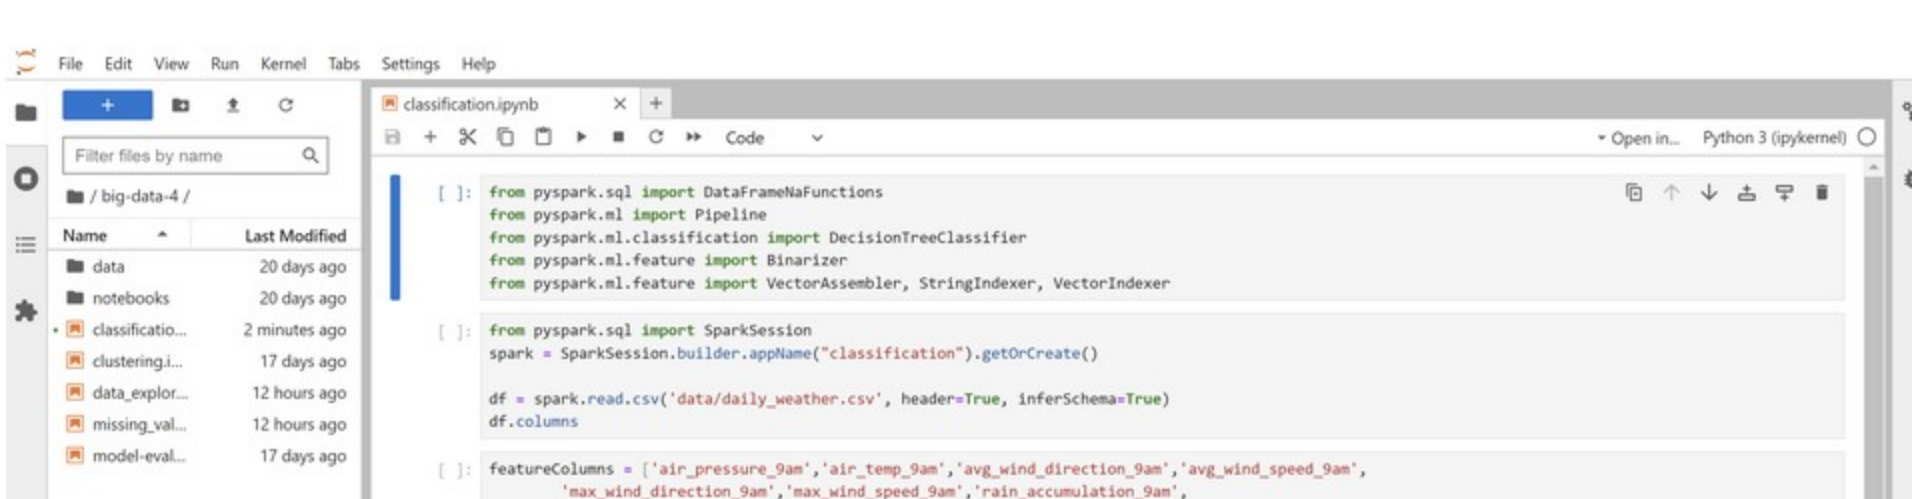 File Edit View Run Kernel Tabs Settings Help
+
Filter files by name
/ big-data-4 /
Name Last Modified
data 20 days ago
notebooks 20 days ago
classificatio... 2 minutes ago
clustering.i... 17 days ago
data_explor... 12 hours ago
missing_val... 12 hours ago
model-eval... 17 days ago
classification.ipynb
Code
Open in... Python 3 (ipykernel)
[ ]: from pyspark.sql import DataFrameNaFunctions
from pyspark.ml import Pipeline
from pyspark.ml.classification import DecisionTreeClassifier
from pyspark.ml.feature import Binarizer
from pyspark.ml.feature import VectorAssembler, StringIndexer, VectorIndexer
[ ]: from pyspark.sql import SparkSession
spark = SparkSession.builder.appName("classification").getOrCreate()
df = spark.read.csv('data/daily_weather.csv', header=True, inferSchema=True)
df.columns
[ ]: featureColumns = ['air_pressure_9am','air_temp_9am','avg_wind_direction_9am','avg_wind_speed_9am',
'max_wind_direction_9am','max_wind_speed_9am','rain_accumulation_9am',